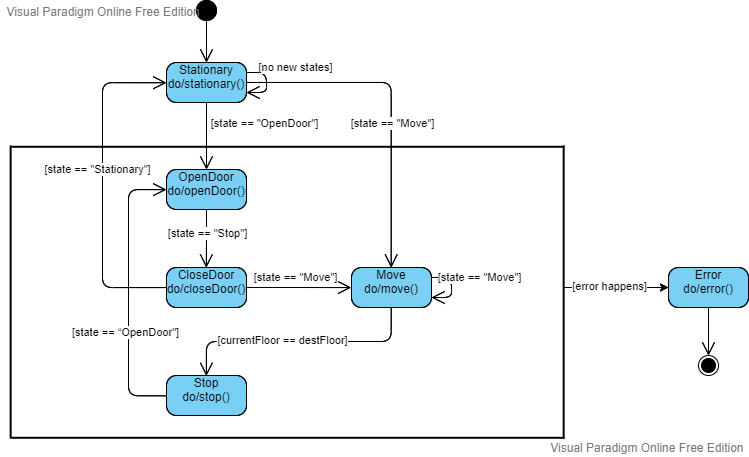 Visual Paradigm Online Free Edition
Stationary
do/stationary()
[no new states]
[state == "OpenDoor"]
[state == "Move"]
[state == "Stationary"]
OpenDoor
do/openDoor()
[state == "Stop"]
CloseDoor
do/closeDoor()
[state == "Move"]
Move
do/move()
[state == "Move"]
[error happens]
Error
do/error()
[state == “OpenDoor"]
[currentFloor == destFloor]
Stop
do/stop()
Visual Paradigm Online Free Edition